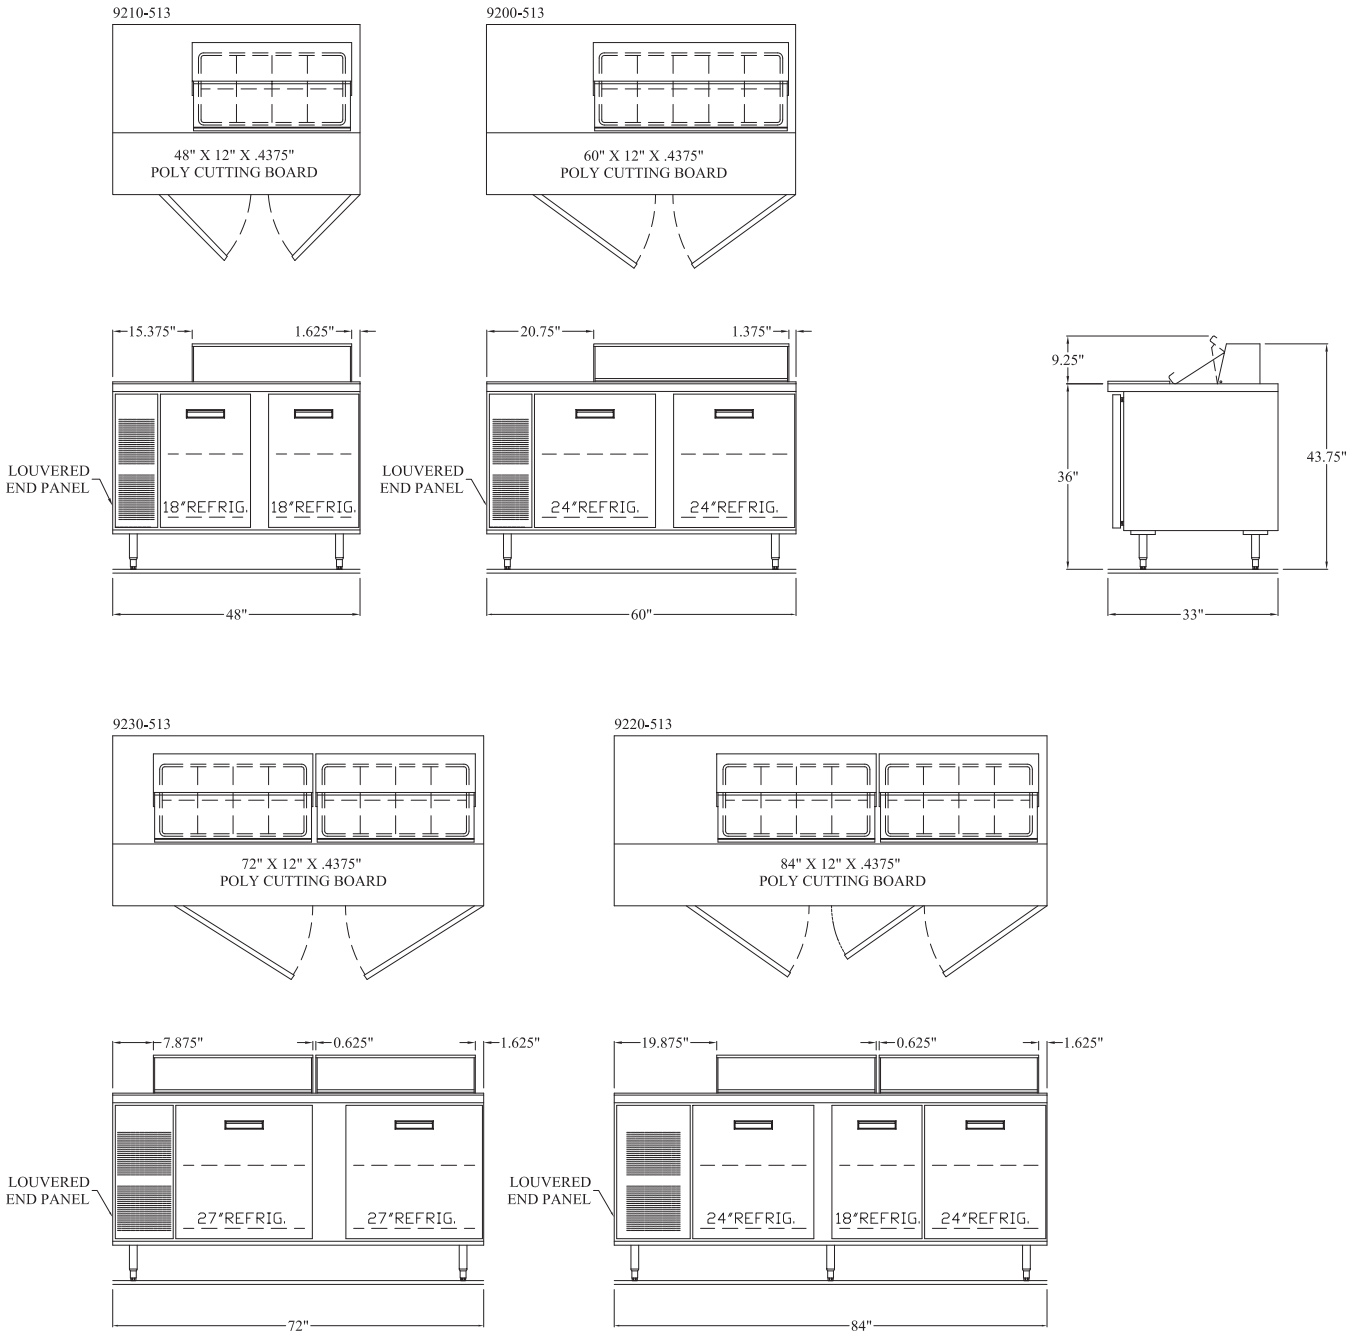 9210-513
48" X 12" X .4375"
POLY CUTTING BOARD
9200-513
60" X 12" X .4375"
POLY CUTTING BOARD
15.375"
1.625"
LOUVERED
END PANEL
18"REFRIG.
18"REFRIG.
48"
20.75"
1.375"
LOUVERED
END PANEL
24"REFRIG.
24"REFRIG.
60"
9.25"
36"
43.75"
33"
9230-513
72" X 12" X .4375"
POLY CUTTING BOARD
9220-513
84" X 12" X .4375"
POLY CUTTING BOARD
7.875"
0.625"
1.625"
LOUVERED
END PANEL
27"REFRIG.
27"REFRIG.
72"
19.875"
0.625"
1.625"
LOUVERED
END PANEL
24"REFRIG.
18"REFRIG.
24"REFRIG.
84"